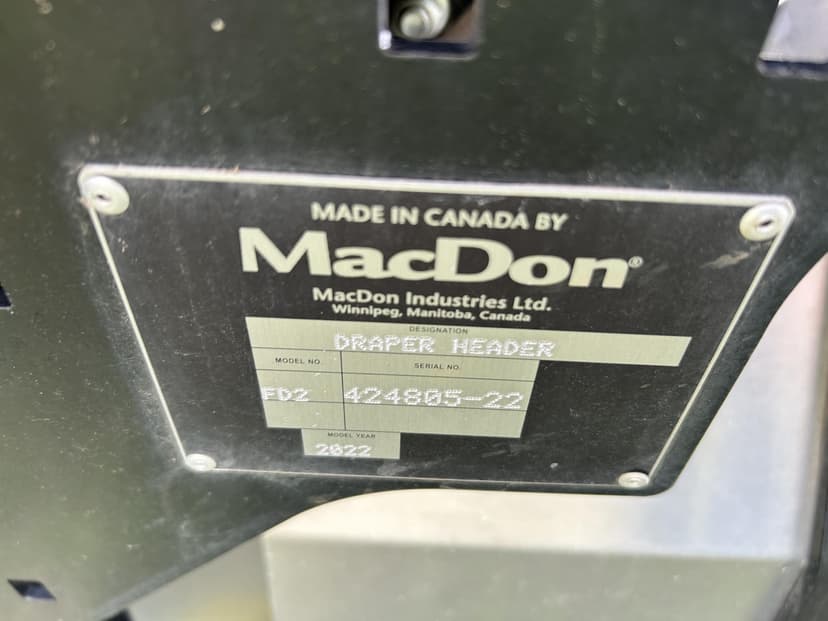 MADE IN CANADA BY
MacDon®
MacDon Industries Ltd.
Winnipeg, Manitoba, Canada
DESIGNATION
DRAPER HEADER
MODEL NO. SERIAL NO.
FD2 424805-22
MODEL YEAR
2022